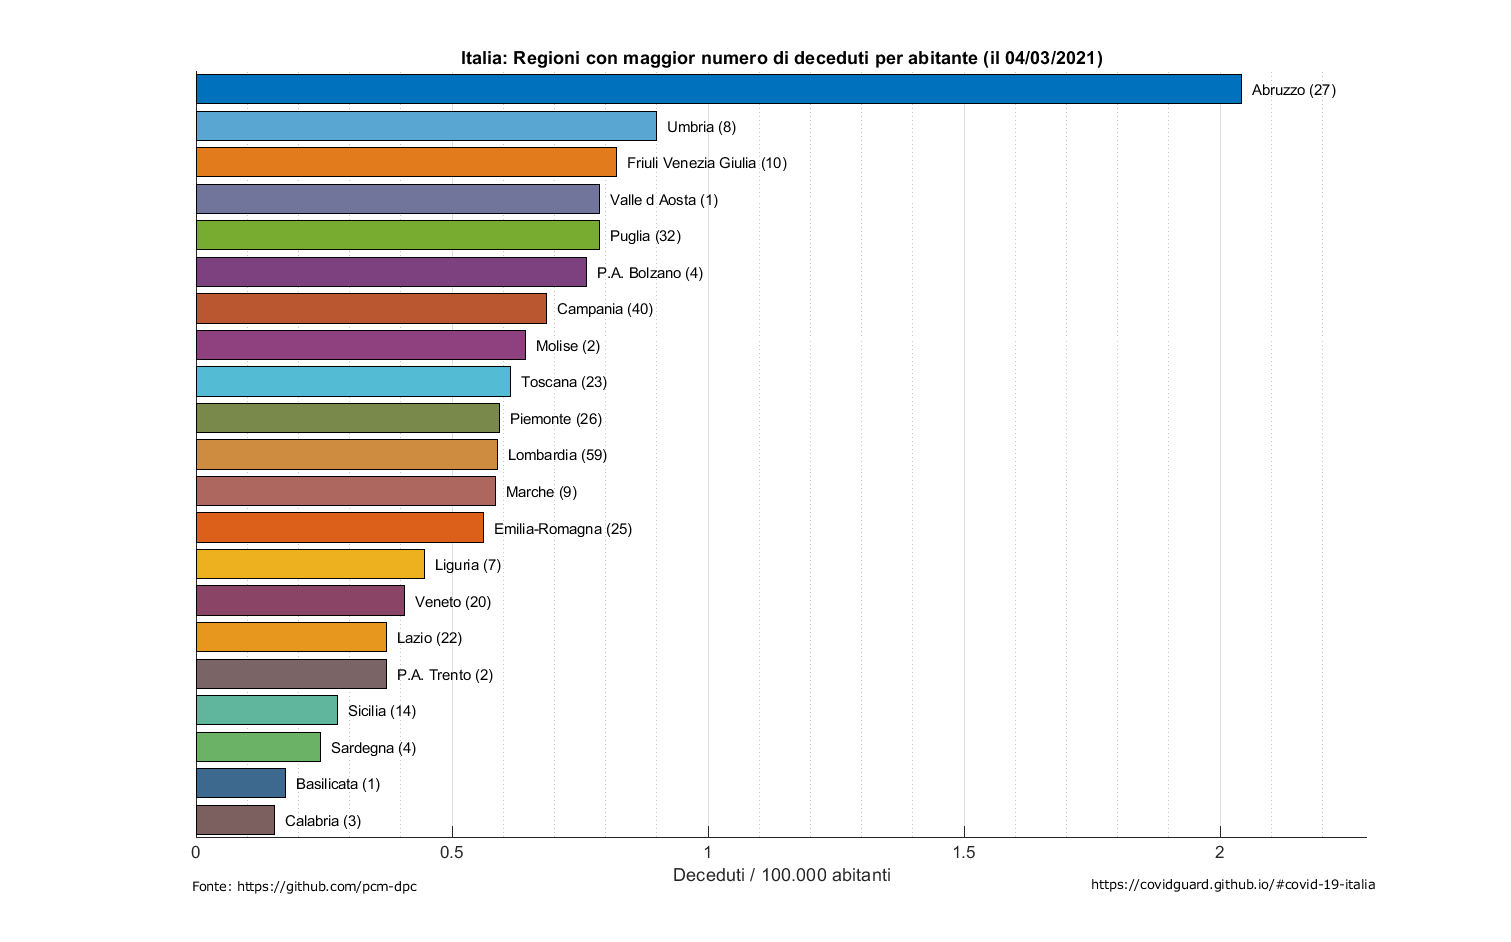 Italia: Regioni con maggior numero di deceduti per abitante (il 04/03/2021)
Abruzzo (27)
Umbria (8)
Friuli Venezia Giulia (10)
Valle d Aosta (1)
Puglia (32)
P.A. Bolzano (4)
Campania (40)
Molise (2)
Toscana (23)
Piemonte (26)
Lombardia (59)
Marche (9)
Emilia-Romagna (25)
Liguria (7)
Veneto (20)
Lazio (22)
P.A. Trento (2)
Sicilia (14)
Sardegna (4)
Basilicata (1)
Calabria (3)
0 0.5 1 1.5 2
Deceduti / 100.000 abitanti
Fonte: https://github.com/pcm-dpc
https://covidguard.github.io/#covid-19-italia